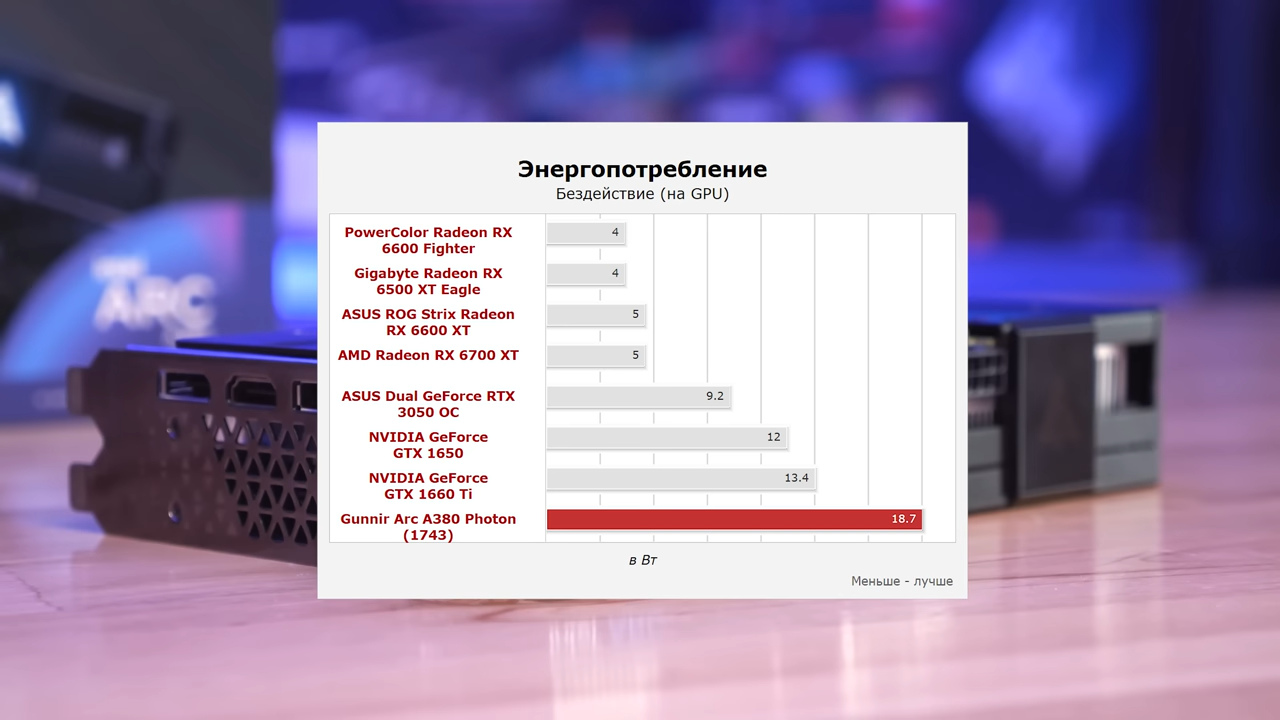 Энергопотребление
Бездействие (на GPU)
PowerColor Radeon RX
6600 Fighter
4
Gigabyte Radeon RX
6500 XT Eagle
4
ASUS ROG Strix Radeon
RX 6600 XT
5
AMD Radeon RX 6700 XT
5
ASUS Dual GeForce RTX
3050 OC
9.2
NVIDIA GeForce
GTX 1650
12
NVIDIA GeForce
GTX 1660 Ti
13.4
Gunnir Arc A380 Photon
(1743)
18.7
в Вт
Меньше - лучше
ARC